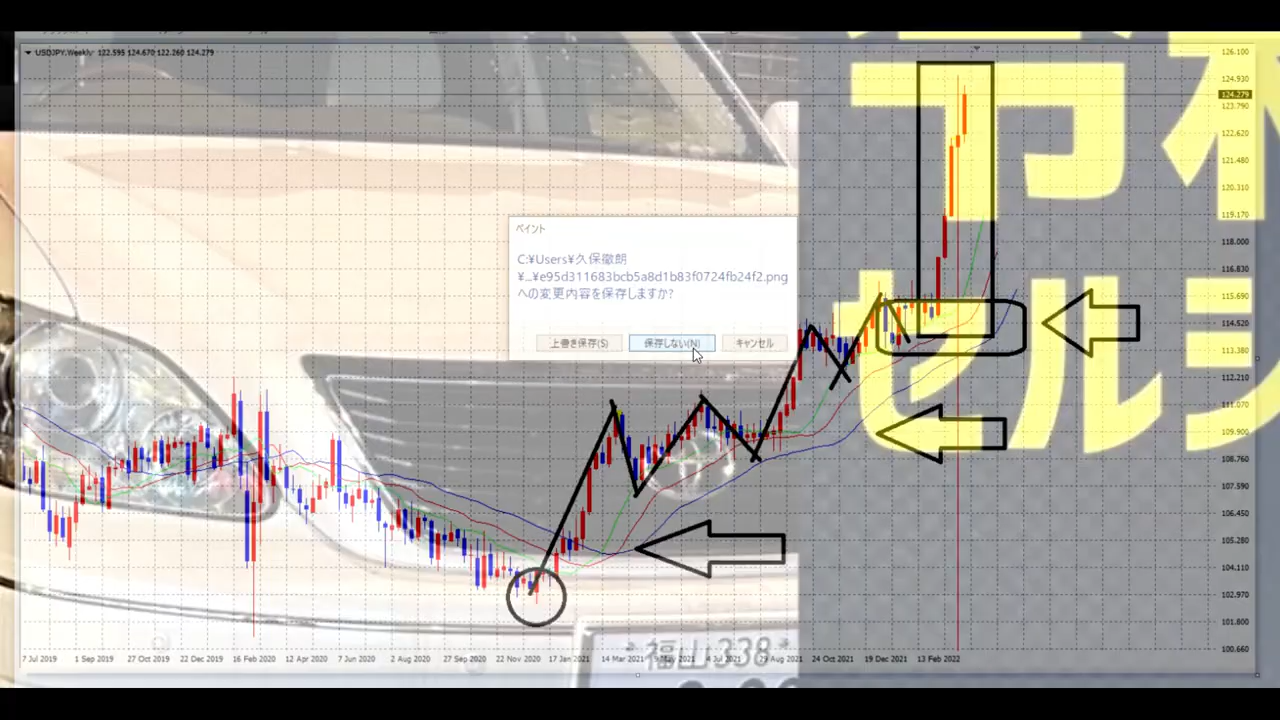 USDJPY,Weekly 122.595 124.670 122.260 124.279
126.100
124.930
124.279
123.790
122.620
121.480
120.310
119.170
118.000
116.830
115.690
114.520
113.380
112.210
111.070
109.900
108.760
107.590
106.450
105.280
104.110
102.970
101.800
100.660
ペイント
C:¥Users¥久保徹朗
¥...¥e95d311683bcb5a8d1b83f0724fb24f2.png
への変更内容を保存しますか?
上書き保存(S) 保存しない(N) キャンセル
セルシ
福山 338
7 Jul 2019 1 Sep 2019 27 Oct 2019 22 Dec 2019 16 Feb 2020 12 Apr 2020 7 Jun 2020 2 Aug 2020 27 Sep 2020 22 Nov 2020 17 Jan 2021 14 Mar 2021 9 May 2021 4 Jul 2021 29 Aug 2021 24 Oct 2021 19 Dec 2021 13 Feb 2022